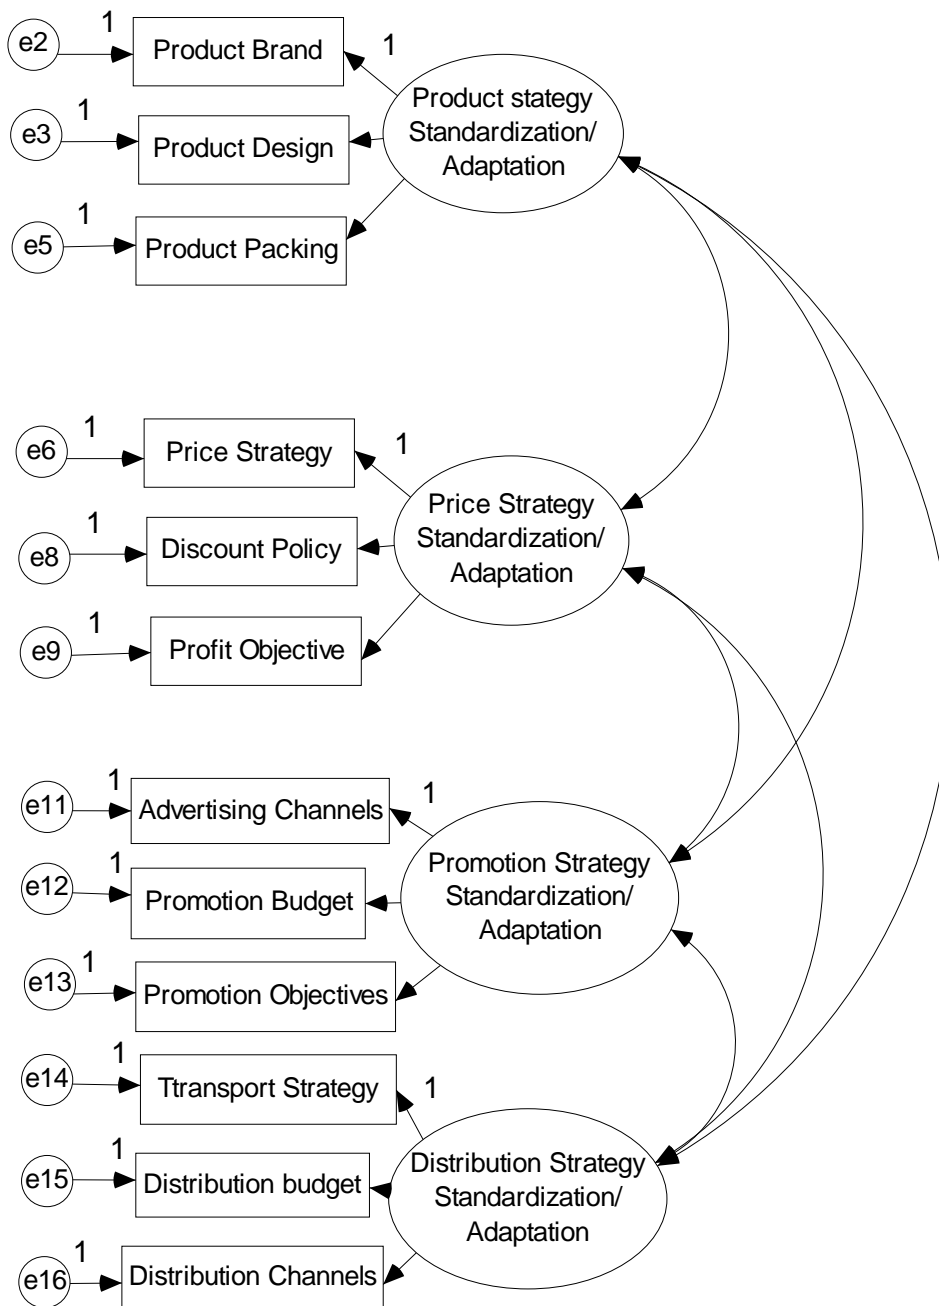 1
e2
Product Brand
1
Product stategy
Standardization/
Adaptation
1
e3
Product Design
1
e5
Product Packing
1
e6
Price Strategy
1
Price Strategy
Standardization/
Adaptation
1
e8
Discount Policy
1
e9
Profit Objective
1
e11
Advertising Channels
1
Promotion Strategy
Standardization/
Adaptation
1
e12
Promotion Budget
1
e13
Promotion Objectives
1
e14
Ttransport Strategy
1
Distribution Strategy
Standardization/
Adaptation
1
e15
Distribution budget
1
e16
Distribution Channels